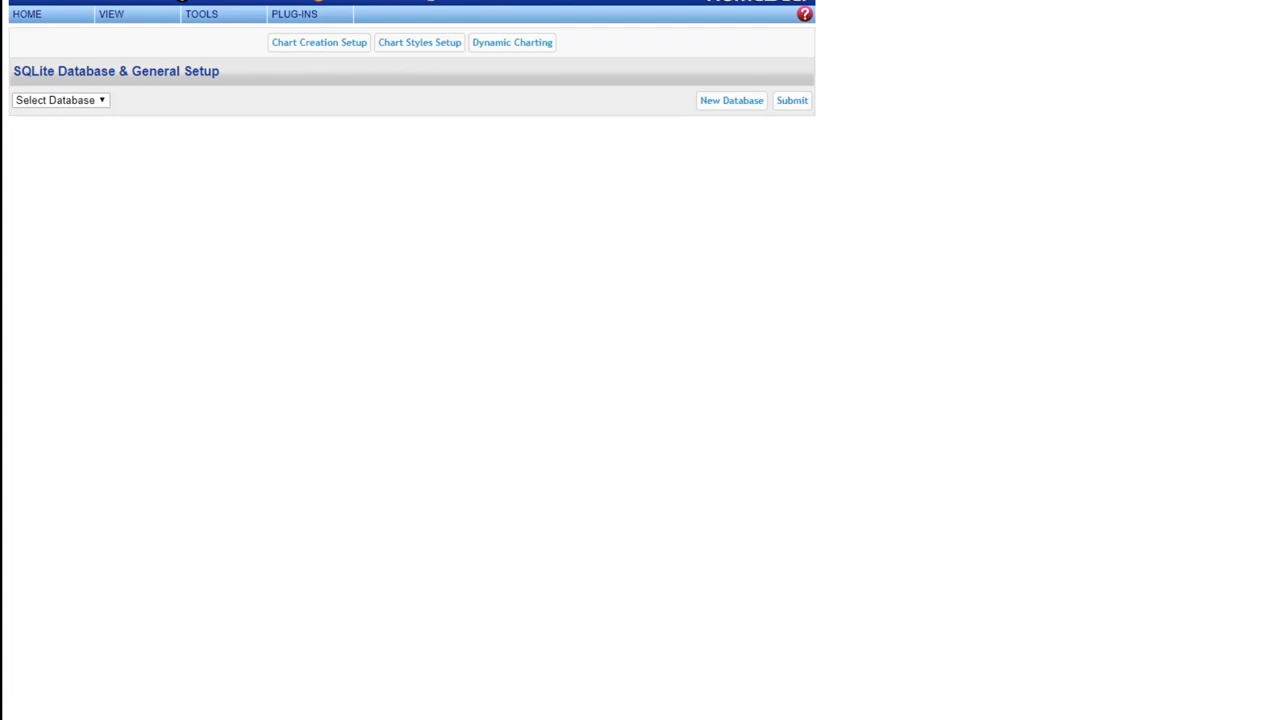 HOME VIEW TOOLS PLUG-INS ?
Chart Creation Setup Chart Styles Setup Dynamic Charting
SQLite Database & General Setup
Select Database ▼ New Database Submit